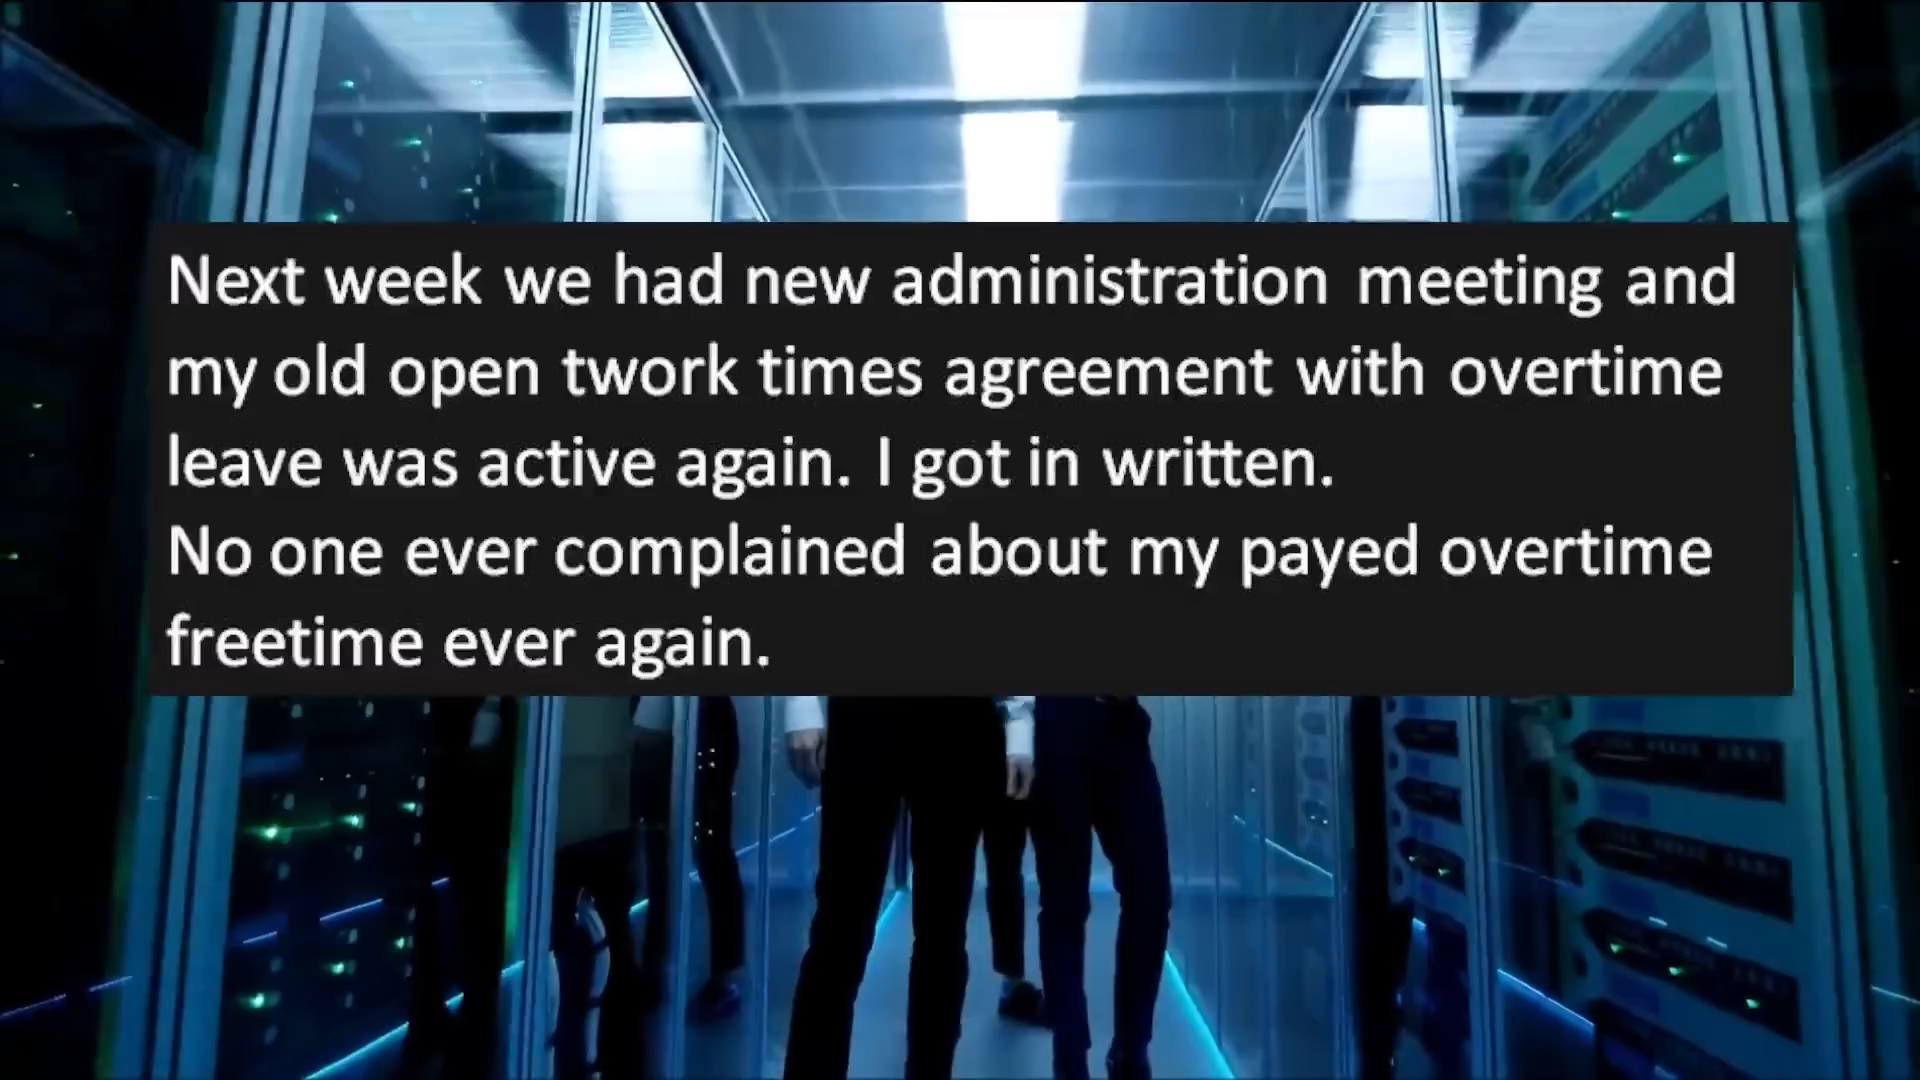 Next week we had new administration meeting and
my old open twork times agreement with overtime
leave was active again. I got in written.
No one ever complained about my payed overtime
freetime ever again.